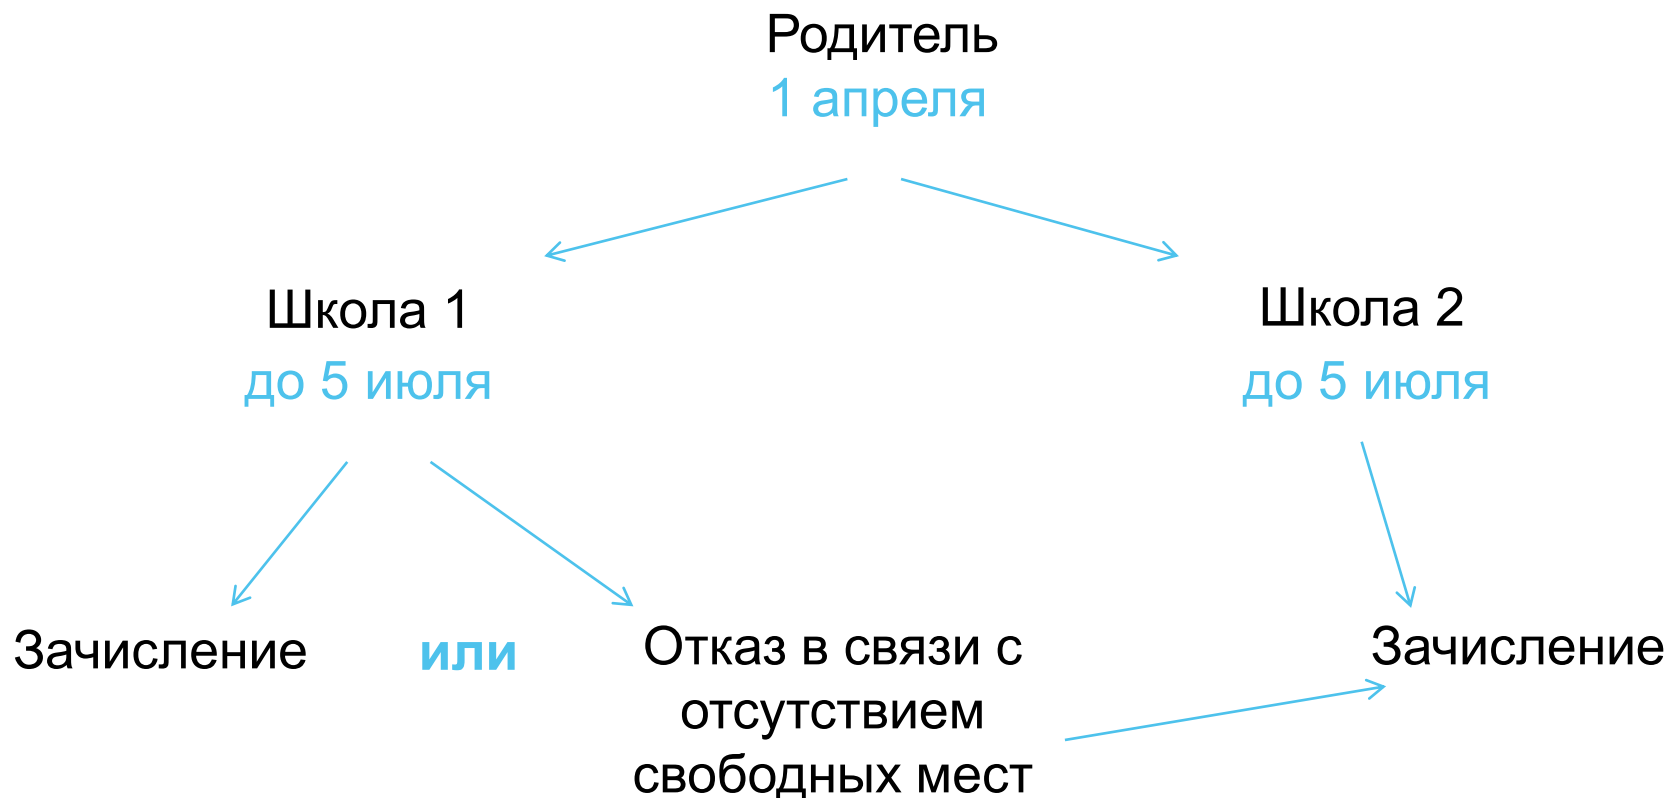 Родитель
1 апреля
Школа 1
до 5 июля
Школа 2
до 5 июля
Зачисление
или
Отказ в связи с
отсутствием
свободных мест
Зачисление